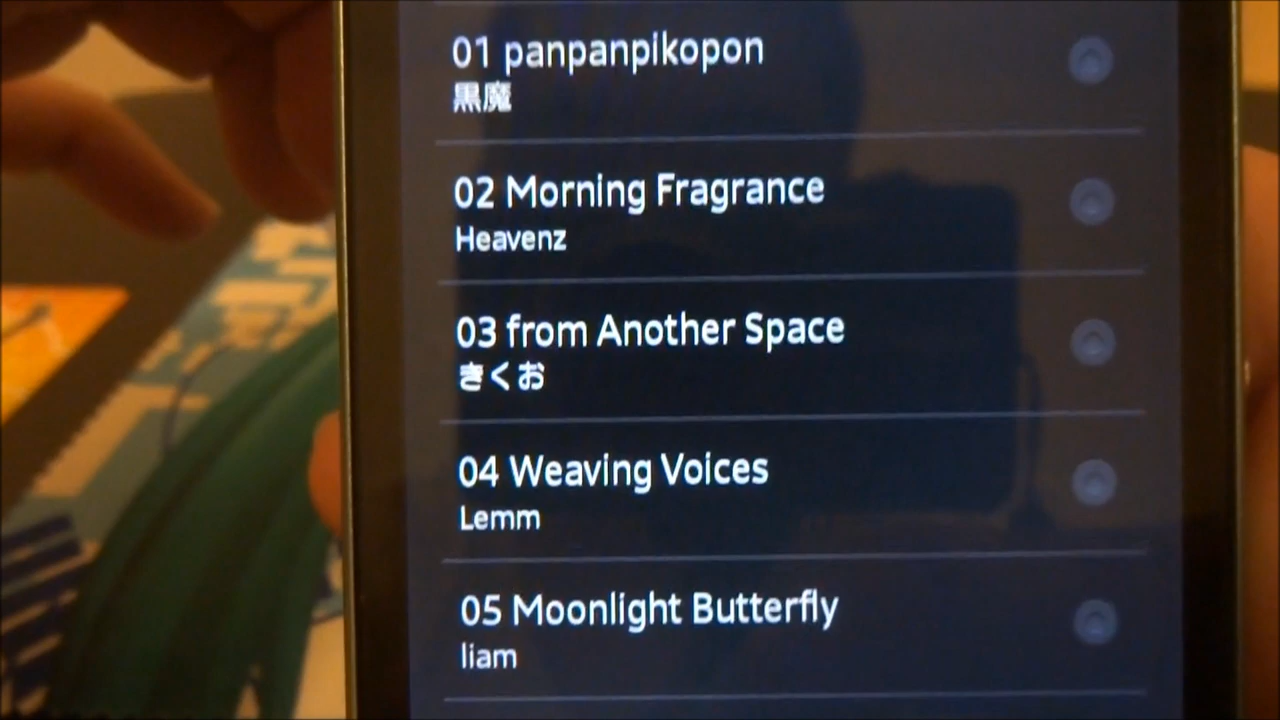 01 panpanpikopon
黒魔
02 Morning Fragrance
Heavenz
03 from Another Space
きくお
04 Weaving Voices
Lemm
05 Moonlight Butterfly
liam